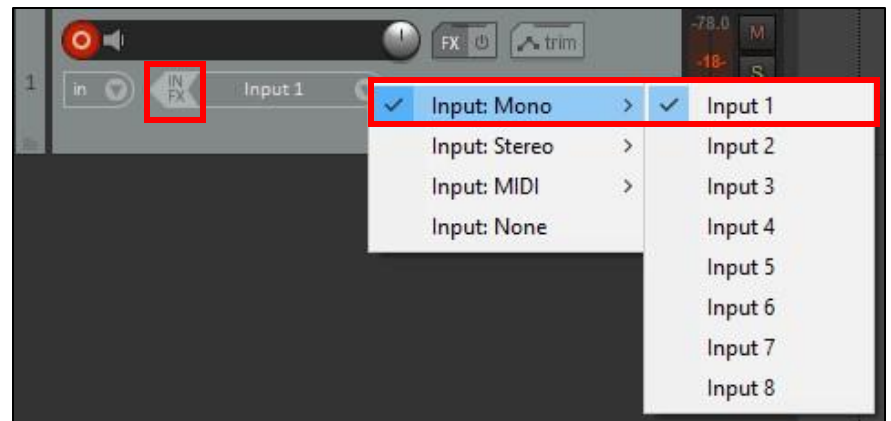 FX trim -78.0 M
-18- S
1 in IN FX Input 1
Input: Mono > Input 1
Input: Stereo > Input 2
Input: MIDI > Input 3
Input: None Input 4
Input 5
Input 6
Input 7
Input 8